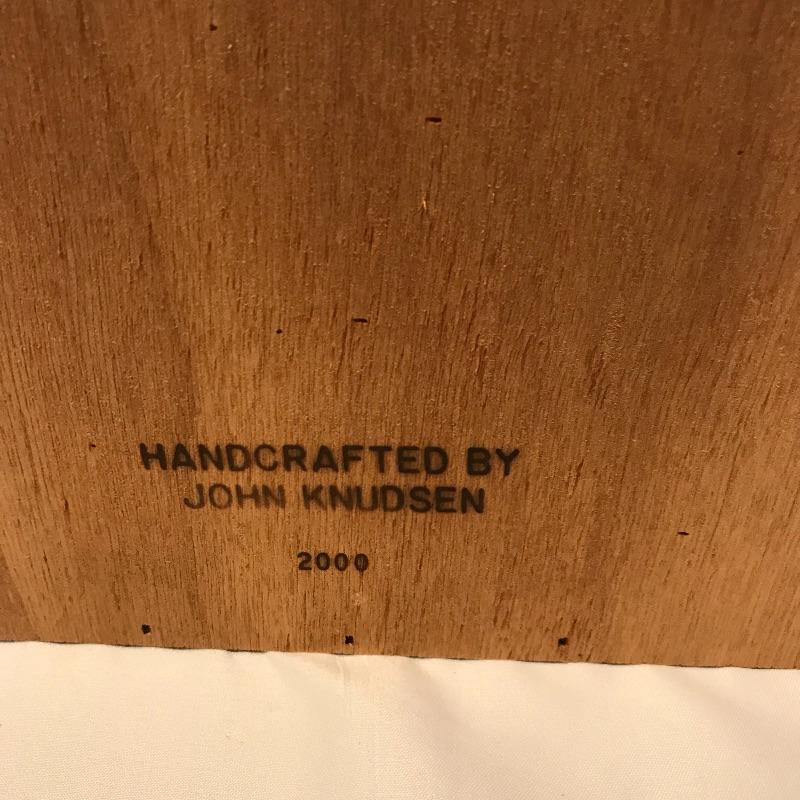 HANDCRAFTED BY
JOHN KNUDSEN
2000